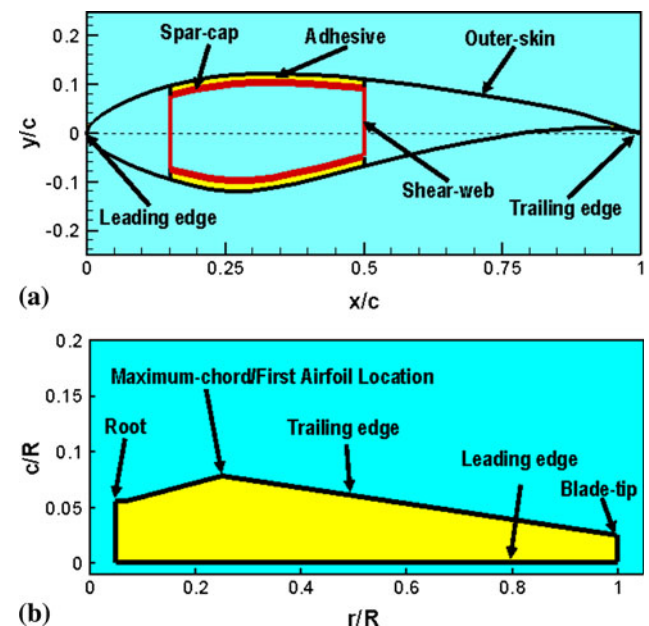 0.2
Spar-cap
Adhesive
Outer-skin
0.1
y/c
0
-0.1
Leading edge
Shear-web
Trailing edge
-0.2
0
0.25
0.5
0.75
1
(a)
x/c
0.2
Maximum-chord/First Airfoil Location
0.15
Root
Trailing edge
c/R
0.1
Leading edge
Blade-tip
0.05
0
0
0.2
0.4
0.6
0.8
1
(b)
r/R